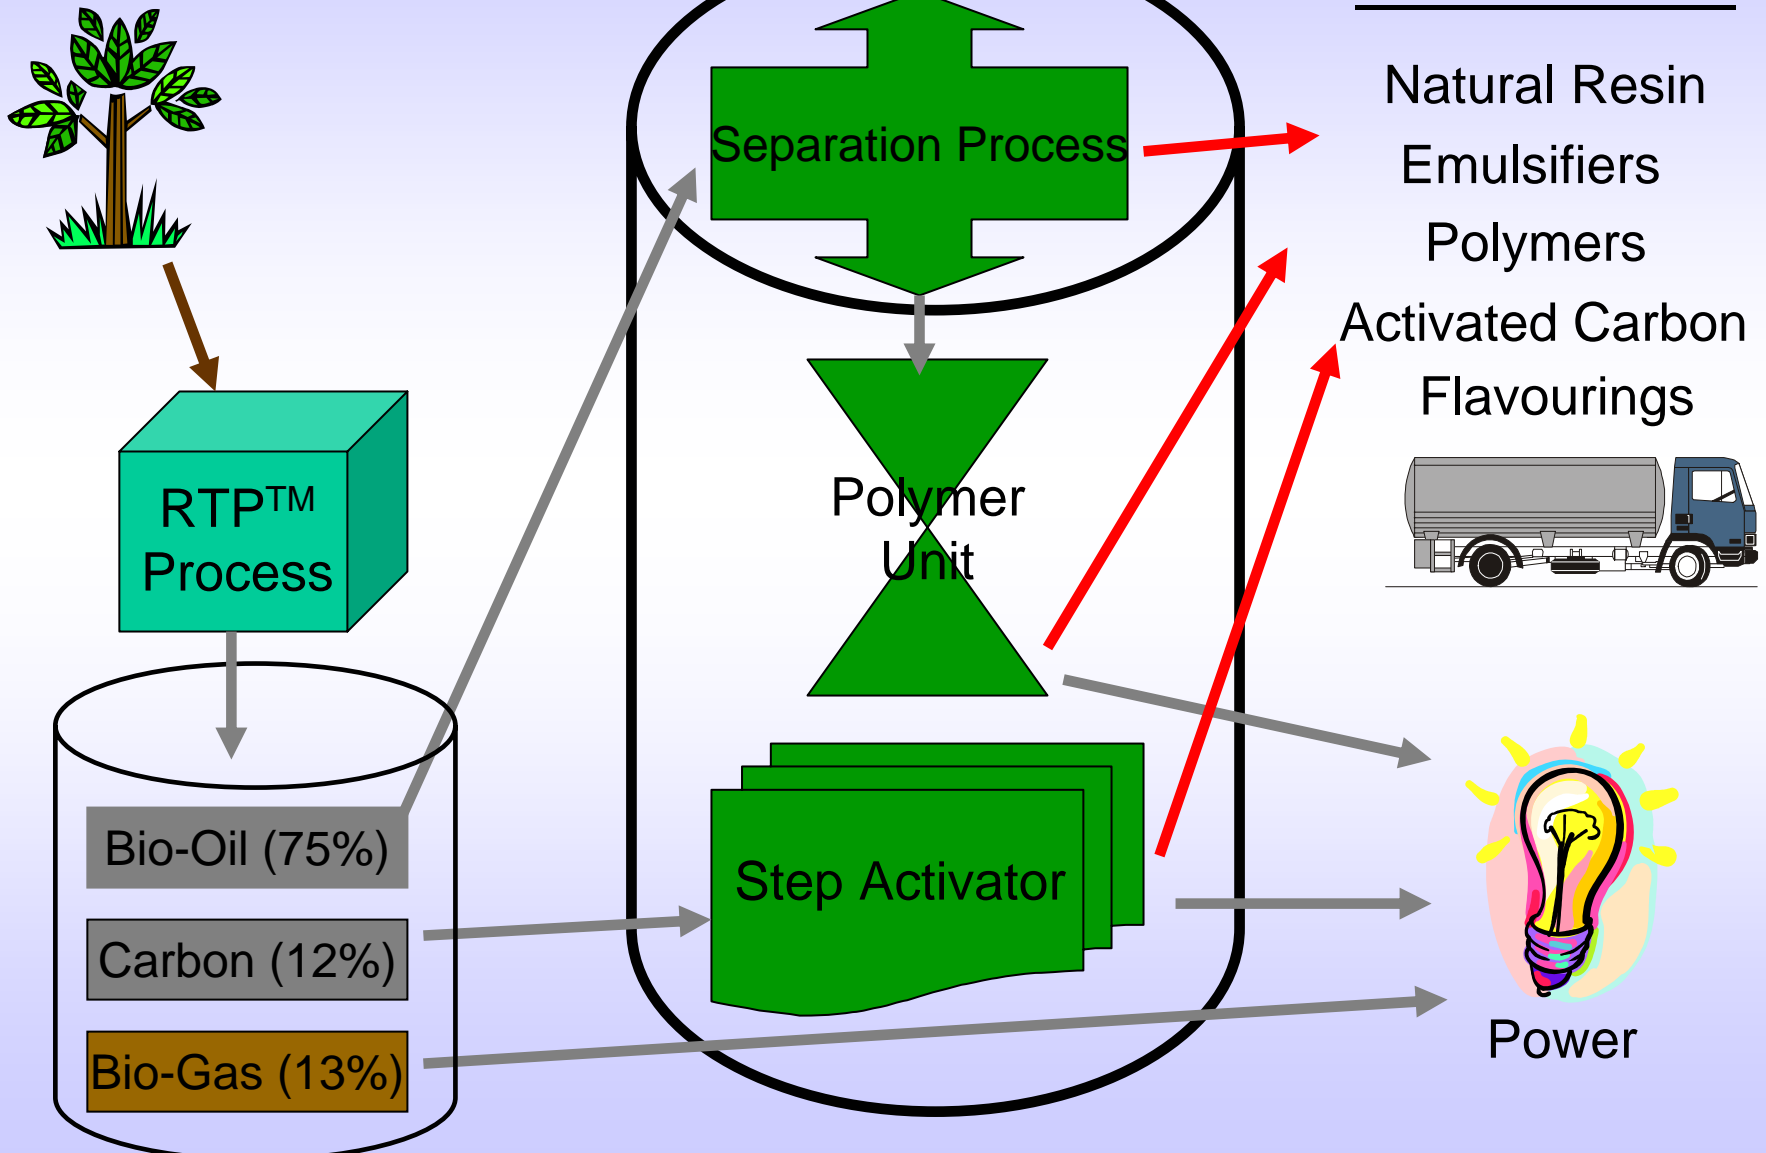 Separation Process
Natural Resin
Emulsifiers
Polymers
Activated Carbon
Flavourings
RTP™
Process
Polymer
Unit
Bio-Oil (75%)
Carbon (12%)
Bio-Gas (13%)
Step Activator
Power